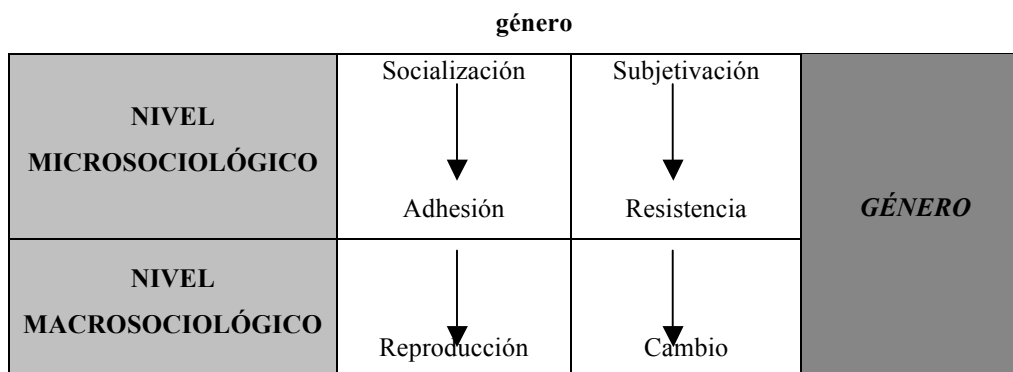 género
Socialización
Subjetivación
NIVEL
MICROSOCIOLÓGICO
Adhesión
Resistencia
GÉNERO
NIVEL
MACROSOCIOLÓGICO
Reproducción
Cambio